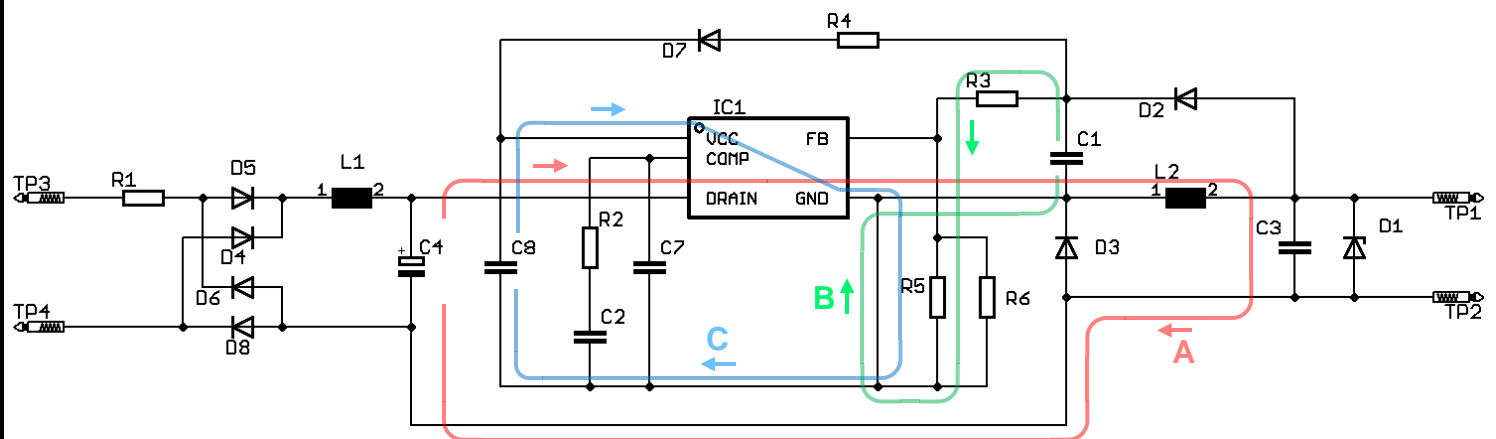 R4
D7
R3
IC1
D2
VCC
FB
C1
COMP
D5
L1
L2
TP3
R1
1 2
DRAIN
GND
1 2
TP1
R2
D4
C4
C8
C7
D3
C3
D1
D6
R5
R6
B
TP4
C2
TP2
D8
C
A
+